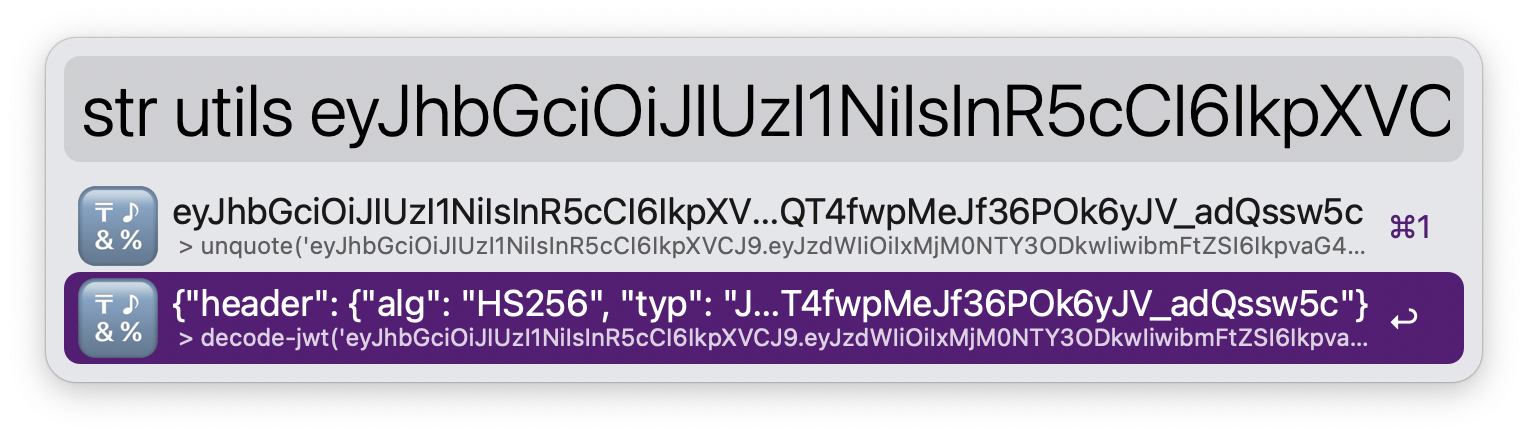 str utils eyJhbGciOiJIUzI1NiIsInR5cCI6IkpXVC
eyJhbGciOiJIUzI1NiIsInR5cCI6IkpXV...QT4fwpMeJf36POk6yJV_adQssw5c ⌘1
> unquote('eyJhbGciOiJIUzI1NiIsInR5cCI6IkpXVCJ9.eyJzdWIiOiIxMjM0NTY3ODkwIiwibmFtZSI6IkpvaG4...
{"header": {"alg": "HS256", "typ": "J...T4fwpMeJf36POk6yJV_adQssw5c"} ↩
> decode-jwt('eyJhbGciOiJIUzI1NiIsInR5cCI6IkpXVCJ9.eyJzdWIiOiIxMjM0NTY3ODkwIiwibmFtZSI6Ikpva...